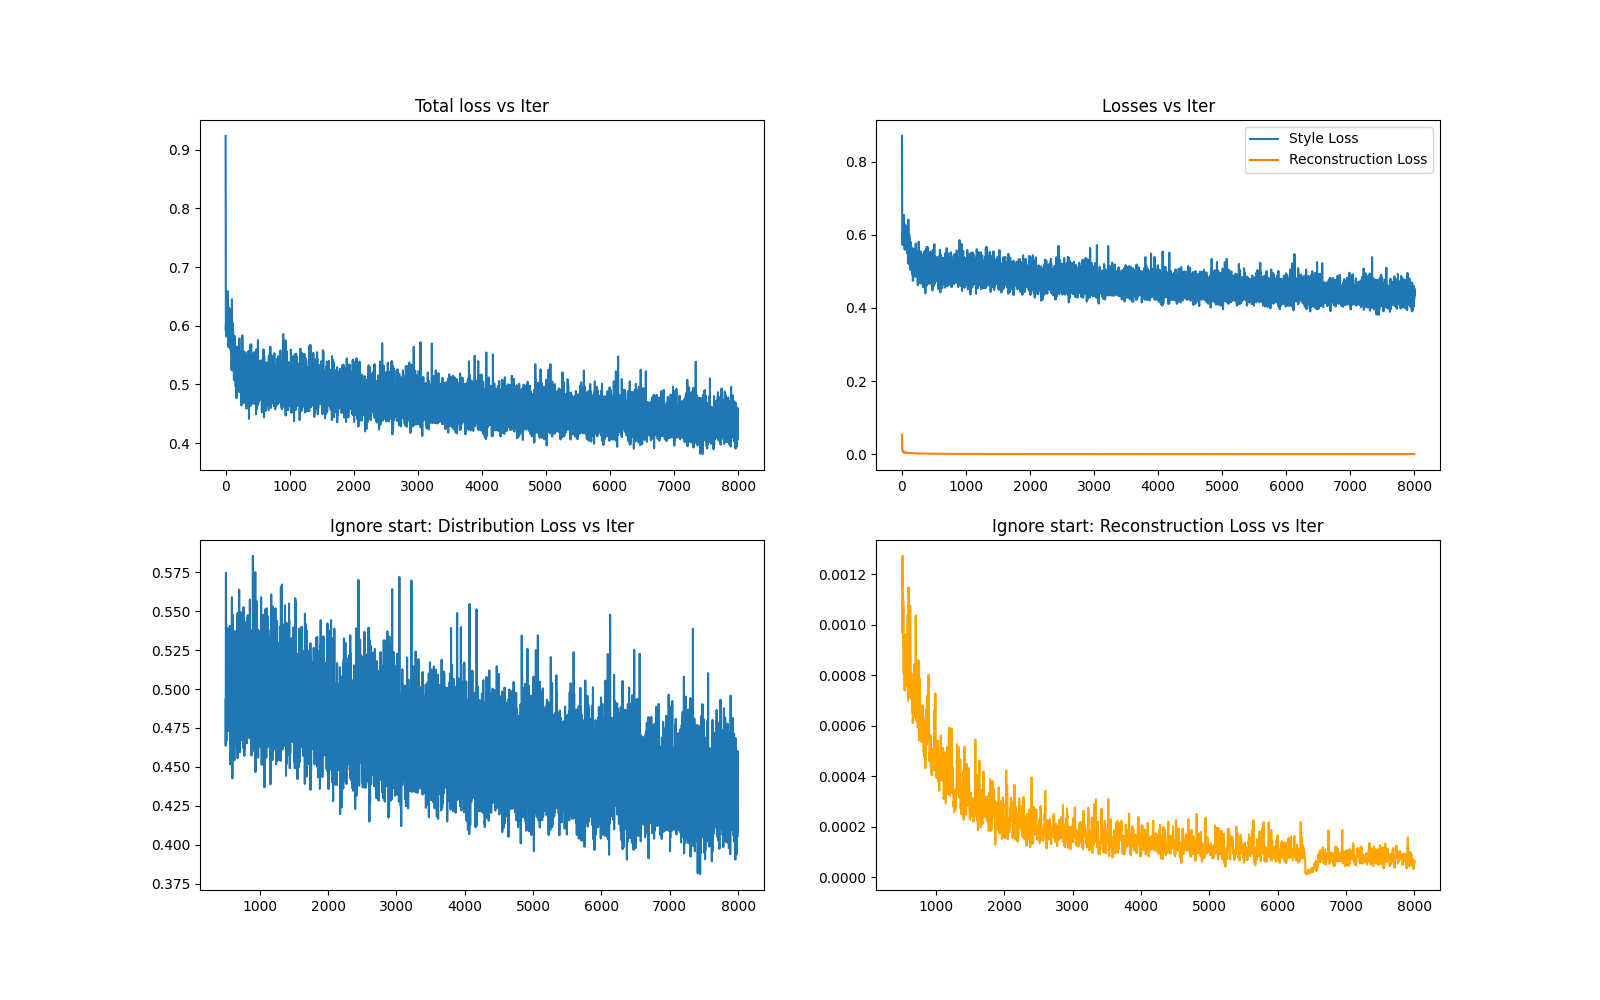 Total loss vs Iter
0.9
0.8
0.7
0.6
0.5
0.4
0 1000 2000 3000 4000 5000 6000 7000 8000
Losses vs Iter
Style Loss
Reconstruction Loss
0.8
0.6
0.4
0.2
0.0
0 1000 2000 3000 4000 5000 6000 7000 8000
Ignore start: Distribution Loss vs Iter
0.575
0.550
0.525
0.500
0.475
0.450
0.425
0.400
0.375
1000 2000 3000 4000 5000 6000 7000 8000
Ignore start: Reconstruction Loss vs Iter
0.0012
0.0010
0.0008
0.0006
0.0004
0.0002
0.0000
1000 2000 3000 4000 5000 6000 7000 8000